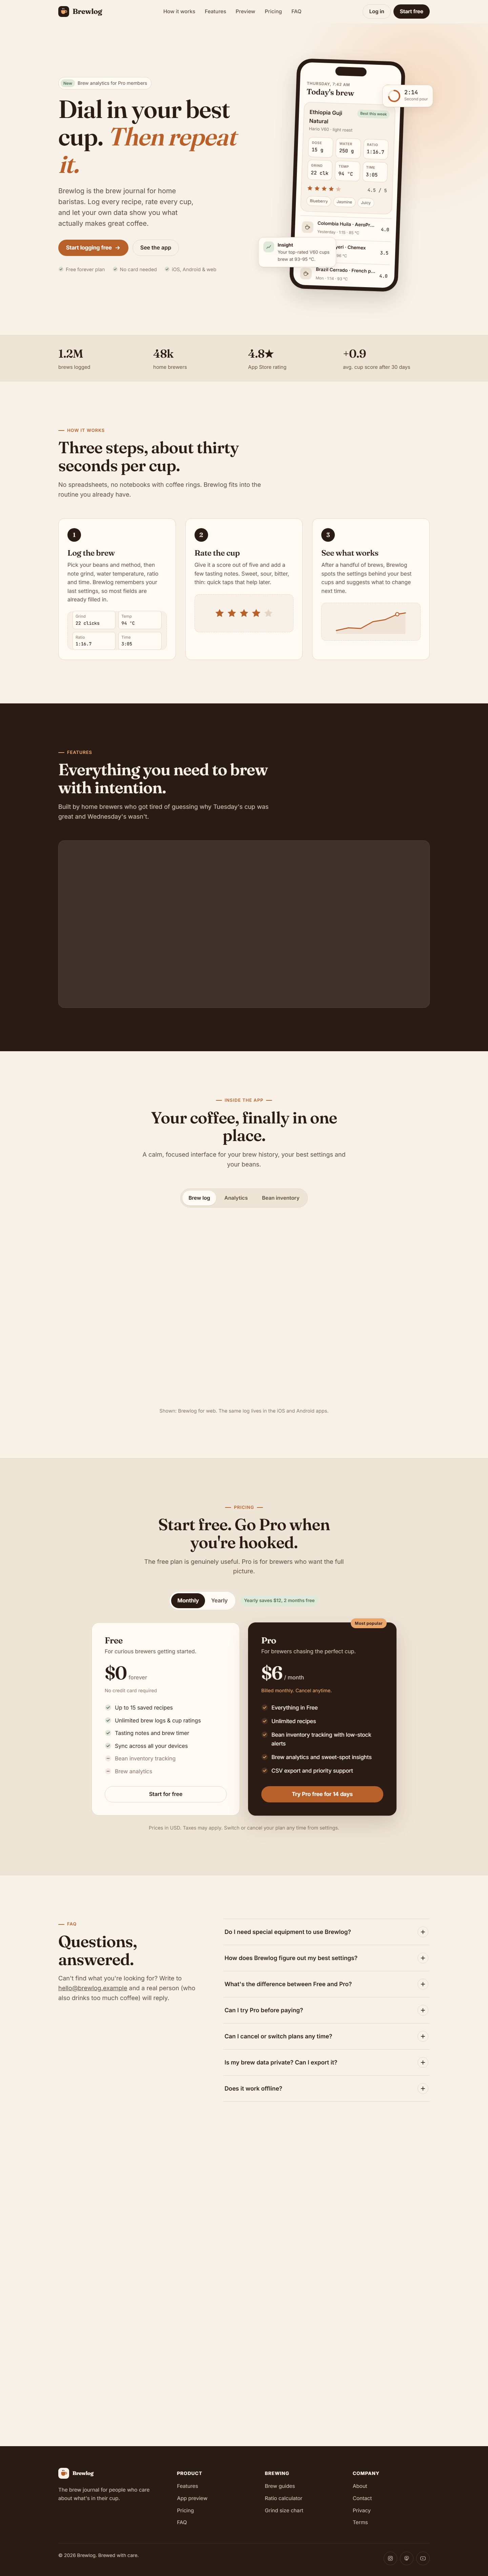 Brewlog
How it works
Features
Preview
Pricing
FAQ
Log in
Start free
New
Brew analytics for Pro members
Dial in your best
cup. Then repeat
it.
Brewlog is the brew journal for home
baristas. Log every recipe, rate every cup,
and let your own data show you what
actually makes great coffee.
Start logging free →
See the app
Free forever plan
No card needed
iOS, Android & web
THURSDAY, 7:42 AM
Today's brew
2:14
Second pour
Ethiopia Guji
Natural
Best this week
Hario V60 · light roast
DOSE
15 g
WATER
250 g
RATIO
1:16.7
GRIND
22 clk
TEMP
94 °C
TIME
3:05
4.5 / 5
Blueberry
Jasmine
Juicy
Colombia Huila · AeroPr...
4.0
Insight
Your top rated V60 cups
brew at 93–95 °C.
3.5
Brazil Cerrado · French p...
4.0
1.2M
brews logged
48k
home brewers
4.8★
App Store rating
+0.9
avg. cup score after 30 days
HOW IT WORKS
Three steps, about thirty
seconds per cup.
No spreadsheets, no notebooks with coffee rings. Brewlog fits into the
routine you already have.
1
Log the brew
Pick your beans and method, then
note grind, water temperature, ratio
and time. Brewlog remembers your
last settings, so most fields are
already filled in.
Grind
22 clicks
Temp
94 °C
Ratio
1:16.7
Time
3:05
2
Rate the cup
Give it a score out of five and add a
few tasting notes. Sweet, sour, bitter,
thin: quick taps that help later.
3
See what works
After a handful of brews, Brewlog
spots the settings behind your best
cups and suggests what to change
next time.
FEATURES
Everything you need to brew
with intention.
Built by home brewers who got tired of guessing why Tuesday's cup was
great and Wednesday's wasn't.
INSIDE THE APP
Your coffee, finally in one
place.
A calm, focused interface for your brew history, your best settings and
your beans.
Brew log
Analytics
Bean inventory
Shown: Brewlog for web. The same log lives in the iOS and Android apps.
PRICING
Start free. Go Pro when
you're hooked.
The free plan is genuinely useful. Pro is for brewers who want the full
picture.
Monthly
Yearly
Yearly saves $12, 2 months free
Free
For curious brewers getting started.
$0 forever
No credit card required
Up to 15 saved recipes
Unlimited brew logs & cup ratings
Tasting notes and brew timer
Sync across all your devices
Bean inventory tracking
Brew analytics
Start for free
Most popular
Pro
For brewers chasing the perfect cup.
$6 / month
Billed monthly. Cancel anytime.
Everything in Free
Unlimited recipes
Bean inventory tracking with low-stock
alerts
Brew analytics and sweet-spot insights
CSV export and priority support
Try Pro free for 14 days
Prices in USD. Taxes may apply. Switch or cancel your plan any time from settings.
FAQ
Questions,
answered.
Can't find what you're looking for? Write to
hello@brewlog.example and a real person (who
also drinks too much coffee) will reply.
Do I need special equipment to use Brewlog?
How does Brewlog figure out my best settings?
What's the difference between Free and Pro?
Can I try Pro before paying?
Can I cancel or switch plans any time?
Is my brew data private? Can I export it?
Does it work offline?
Brewlog
The brew journal for people who care
about what's in their cup.
PRODUCT
Features
App preview
Pricing
FAQ
BREWING
Brew guides
Ratio calculator
Grind size chart
COMPANY
About
Contact
Privacy
Terms
© 2026 Brewlog. Brewed with care.